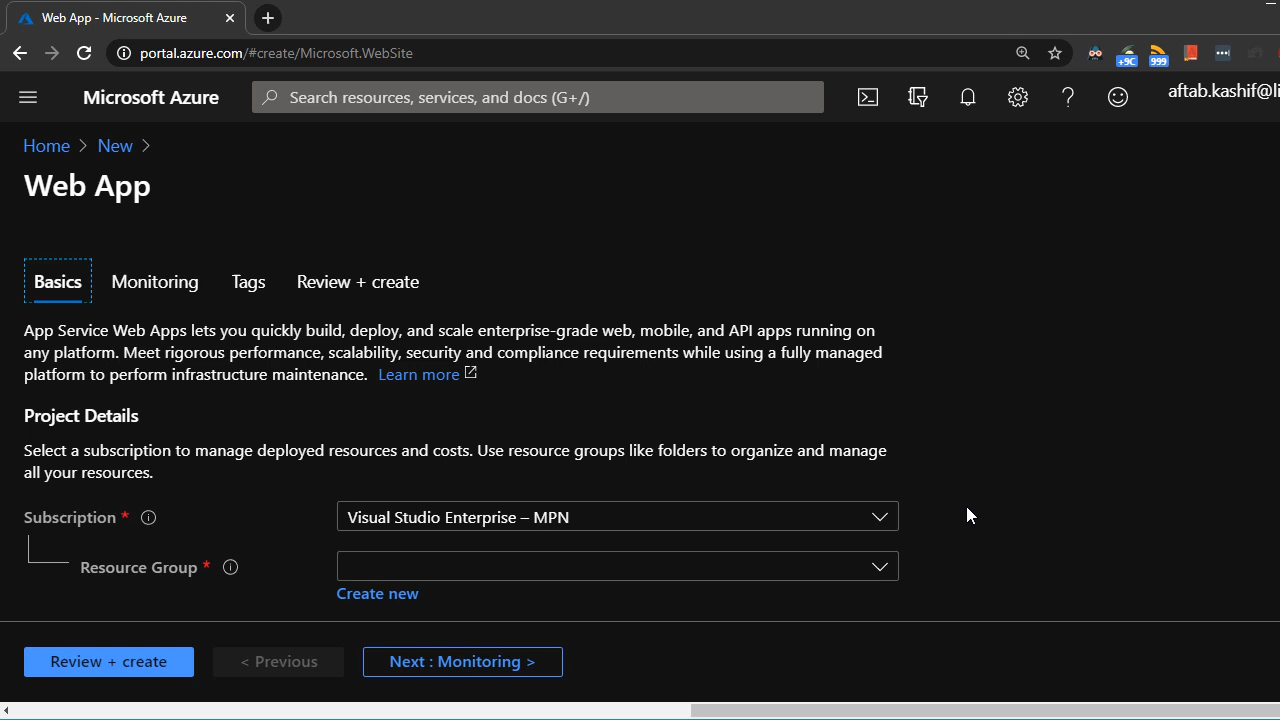 Web App - Microsoft Azure
portal.azure.com/#create/Microsoft.WebSite
+9C
999
Microsoft Azure
Search resources, services, and docs (G+/)
aftab.kashif@li
Home > New >
Web App
Basics Monitoring Tags Review + create
App Service Web Apps lets you quickly build, deploy, and scale enterprise-grade web, mobile, and API apps running on
any platform. Meet rigorous performance, scalability, security and compliance requirements while using a fully managed
platform to perform infrastructure maintenance. Learn more
Project Details
Select a subscription to manage deployed resources and costs. Use resource groups like folders to organize and manage
all your resources.
Subscription *
Visual Studio Enterprise – MPN
Resource Group *
Create new
Review + create
< Previous
Next : Monitoring >